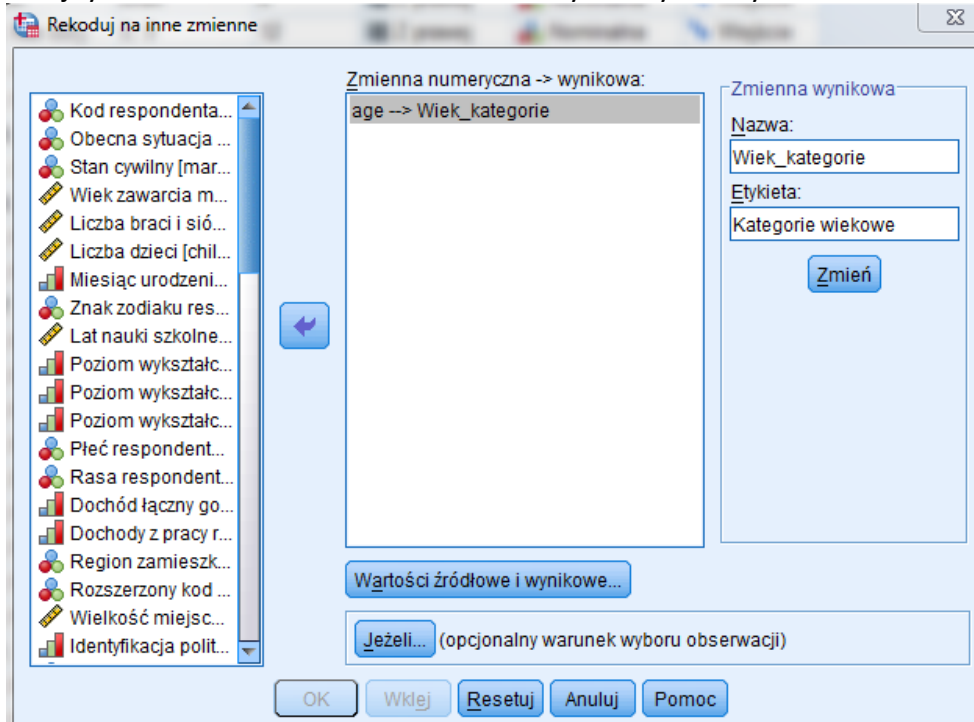 Rekoduj na inne zmienne
Kod respondenta...
Obecna sytuacja ...
Stan cywilny [mar...
Wiek zawarcia m...
Liczba braci i sió...
Liczba dzieci [chil...
Miesiąc urodzeni...
Znak zodiaku res...
Lat nauki szkolne...
Poziom wykształc...
Poziom wykształc...
Poziom wykształc...
Płeć respondent...
Rasa respondent...
Dochód łączny go...
Dochody z pracy r...
Region zamieszk...
Rozszerzony kod ...
Wielkość miejsc...
Identyfikacja polit...
Zmienna numeryczna -> wynikowa:
age --> Wiek_kategorie
Zmienna wynikowa
Nazwa:
Wiek_kategorie
Etykieta:
Kategorie wiekowe
Zmień
Wartości źródłowe i wynikowe...
Jeżeli... (opcjonalny warunek wyboru obserwacji)
OK Wklej Resetuj Anuluj Pomoc